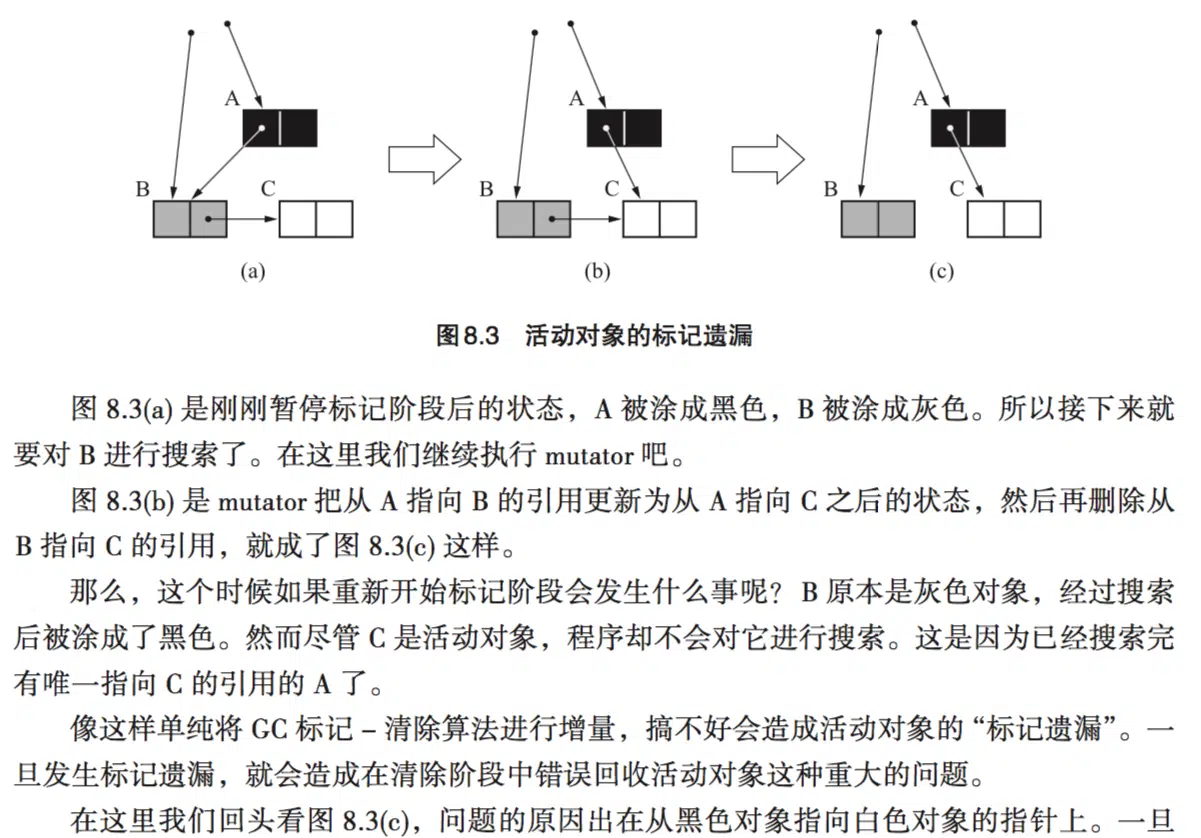 A
A
A
B
C
B
C
B
C
(a)
(b)
(c)
图8.3 活动对象的标记遗漏
图 8.3(a) 是刚刚暂停标记阶段后的状态，A 被涂成黑色，B 被涂成灰色。所以接下来就
要对 B 进行搜索了。在这里我们继续执行 mutator 吧。
图 8.3(b) 是 mutator 把从 A 指向 B 的引用更新为从 A 指向 C 之后的状态，然后再删除从
B 指向 C 的引用，就成了图 8.3(c) 这样。
那么，这个时候如果重新开始标记阶段会发生什么事呢？B 原本是灰色对象，经过搜索
后被涂成了黑色。然而尽管 C 是活动对象，程序却不会对它进行搜索。这是因为已经搜索完
有唯一指向 C 的引用的 A 了。
像这样单纯将 GC 标记 – 清除算法进行增量，搞不好会造成活动对象的“标记遗漏”。一
旦发生标记遗漏，就会造成在清除阶段中错误回收活动对象这种重大的问题。
在这里我们回头看图 8.3(c)，问题的原因出在从黑色对象指向白色对象的指针上。一旦